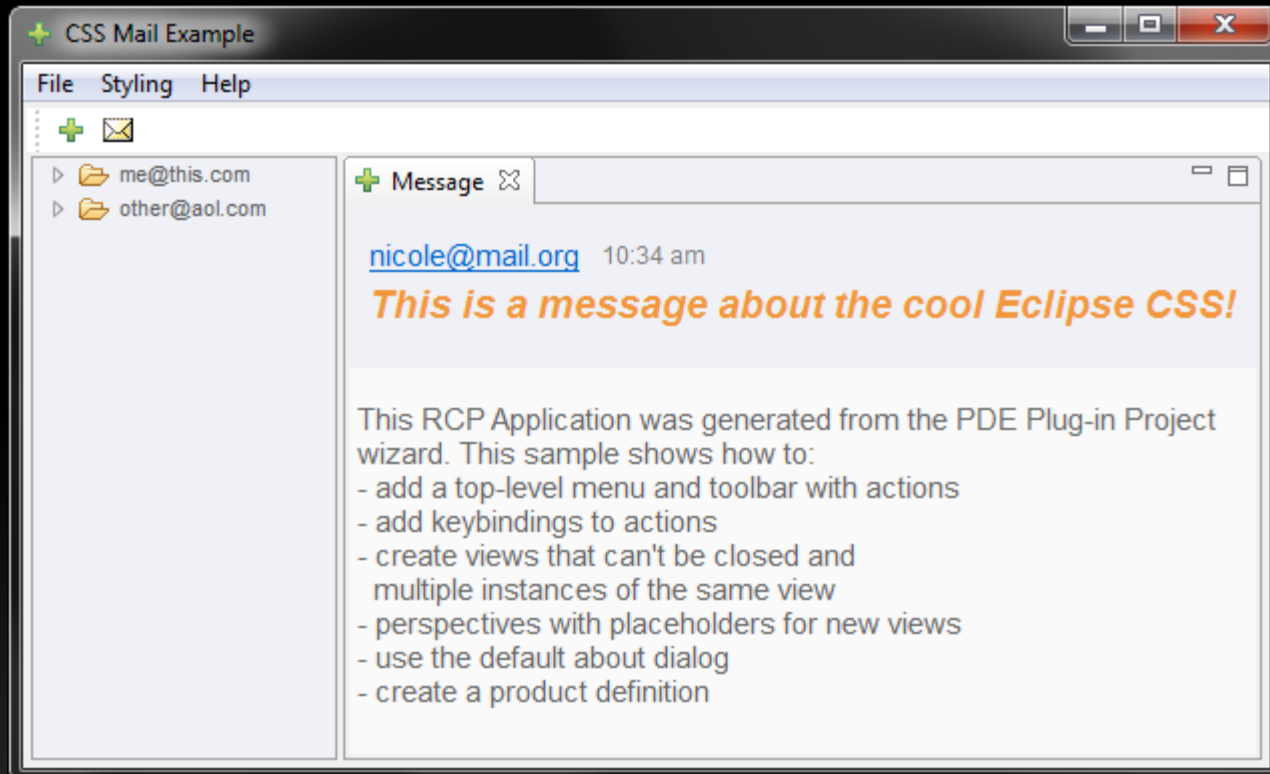 CSS Mail Example
File Styling Help
me@this.com
other@aol.com
Message
nicole@mail.org 10:34 am
This is a message about the cool Eclipse CSS!
This RCP Application was generated from the PDE Plug-in Project
wizard. This sample shows how to:
- add a top-level menu and toolbar with actions
- add keybindings to actions
- create views that can't be closed and
multiple instances of the same view
- perspectives with placeholders for new views
- use the default about dialog
- create a product definition